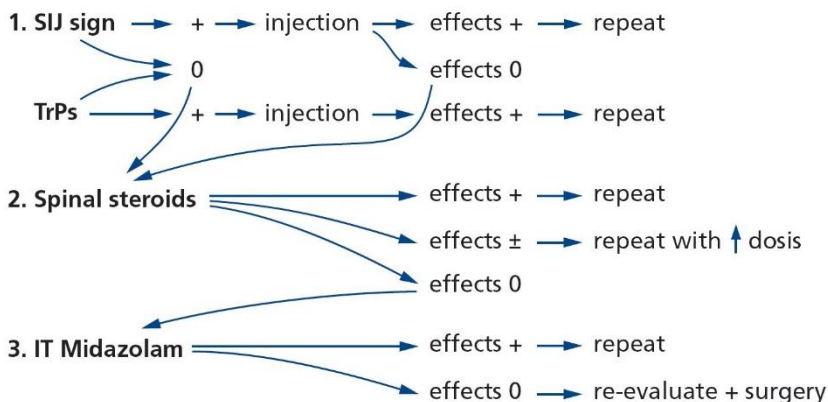 1. SIJ sign + injection effects + repeat
0 effects 0
TrPs + injection effects + repeat
2. Spinal steroids effects + repeat
effects ± repeat with dosis
effects 0
3. IT Midazolam effects + repeat
effects 0 re-evaluate + surgery